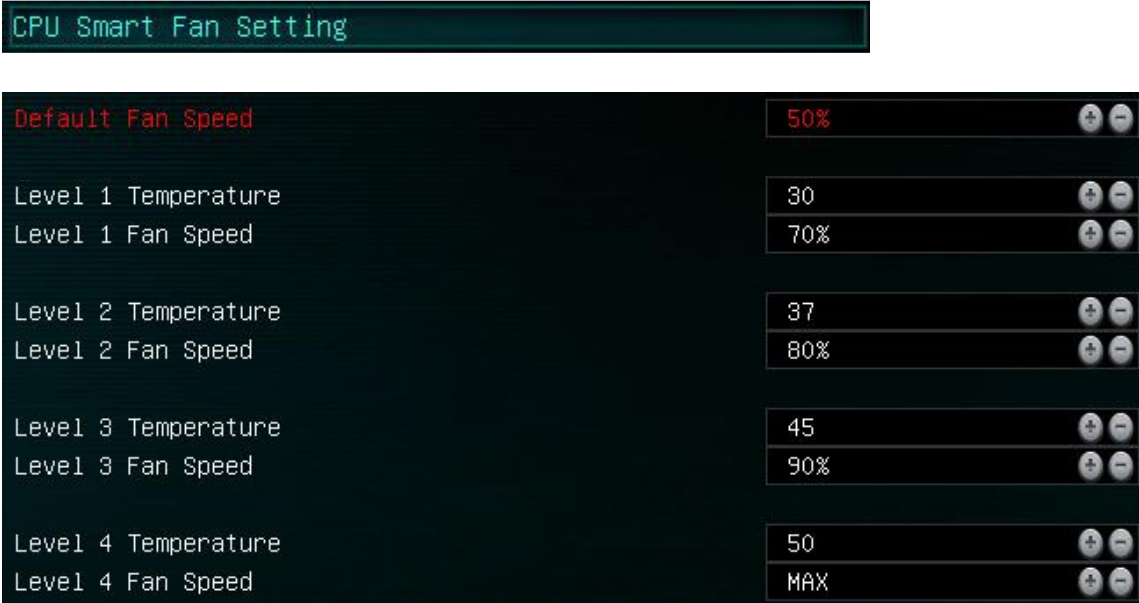 CPU Smart Fan Setting
Default Fan Speed 50%
Level 1 Temperature 30
Level 1 Fan Speed 70%
Level 2 Temperature 37
Level 2 Fan Speed 80%
Level 3 Temperature 45
Level 3 Fan Speed 90%
Level 4 Temperature 50
Level 4 Fan Speed MAX